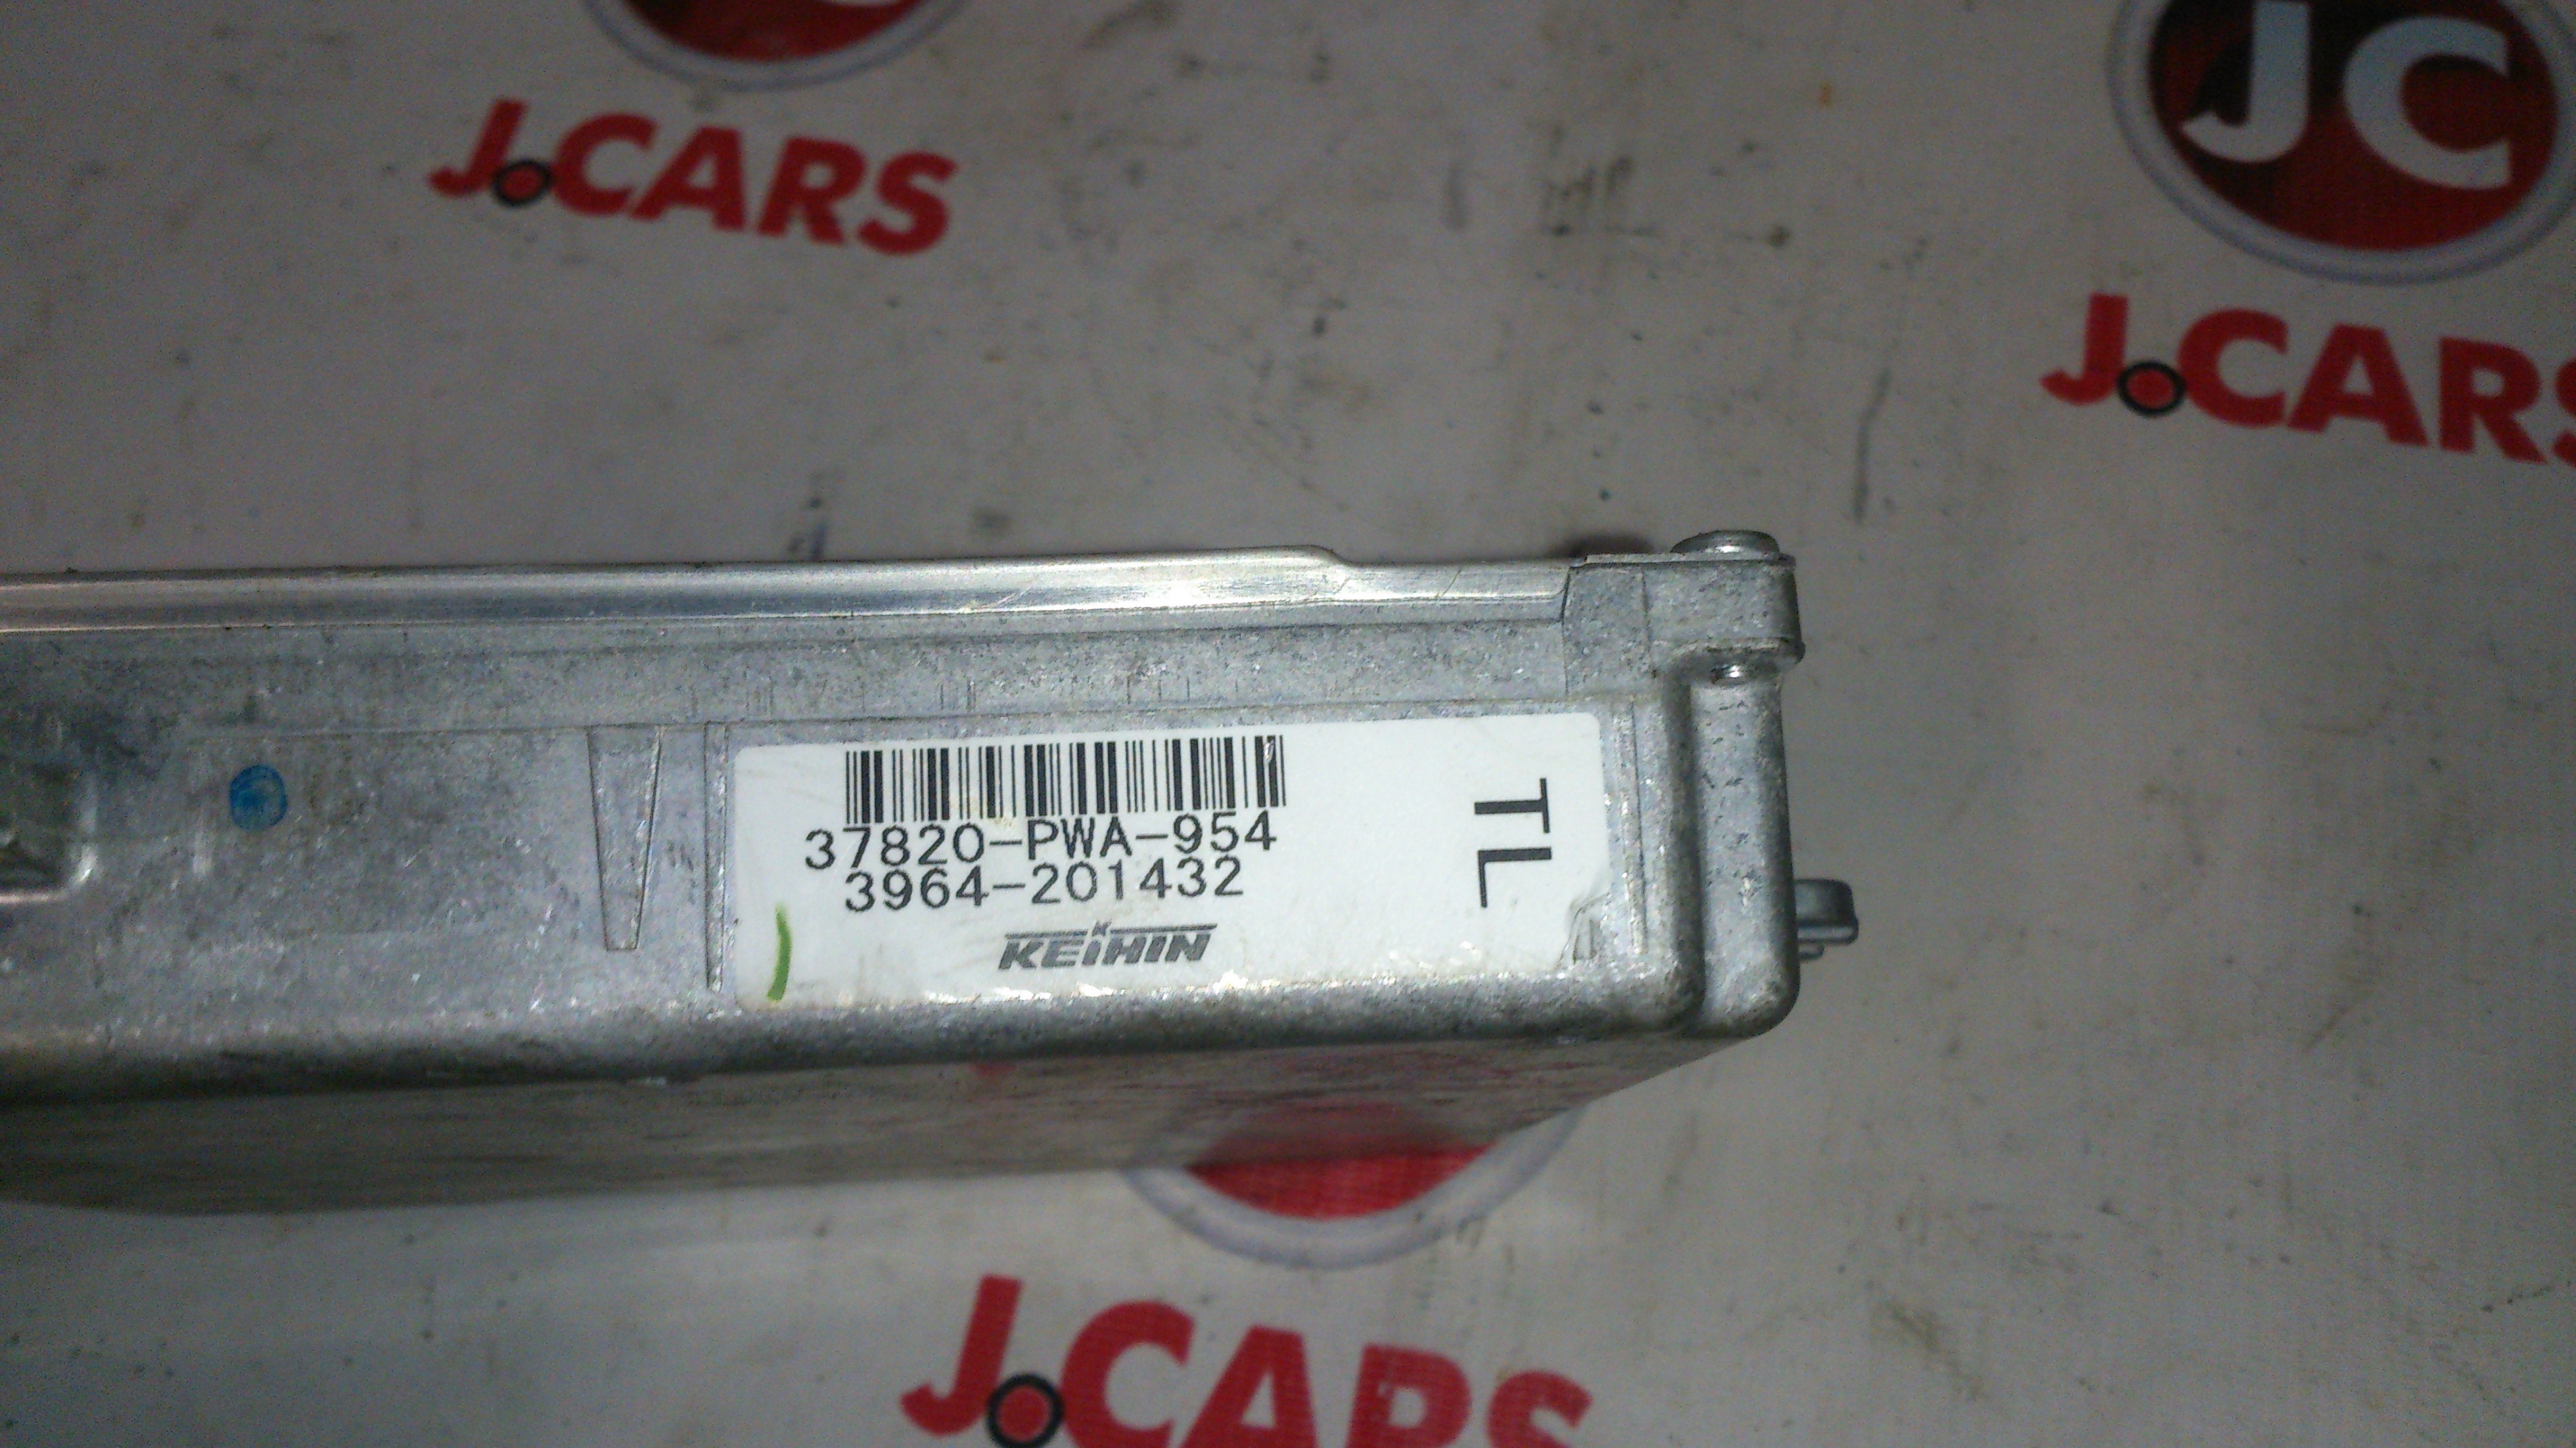 J.CARS
JC
J.CARS
37820-PWA-954
3964-201432
KEIHIN
TL
J.CARS